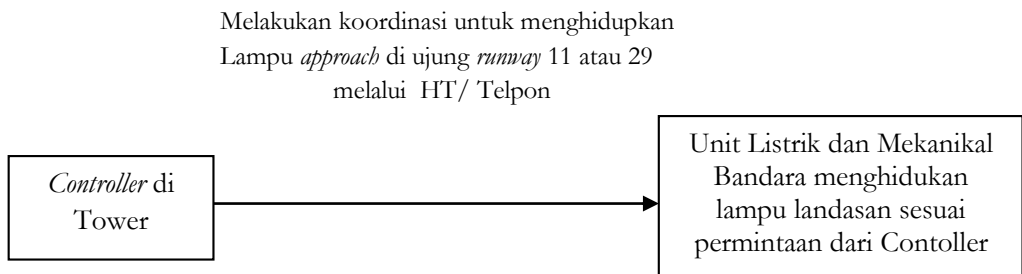 Melakukan koordinasi untuk menghidupkan
Lampu approach di ujung runway 11 atau 29
melalui HT/ Telpon
Controller di
Tower
Unit Listrik dan Mekanikal
Bandara menghidukan
lampu landasan sesuai
permintaan dari Contoller